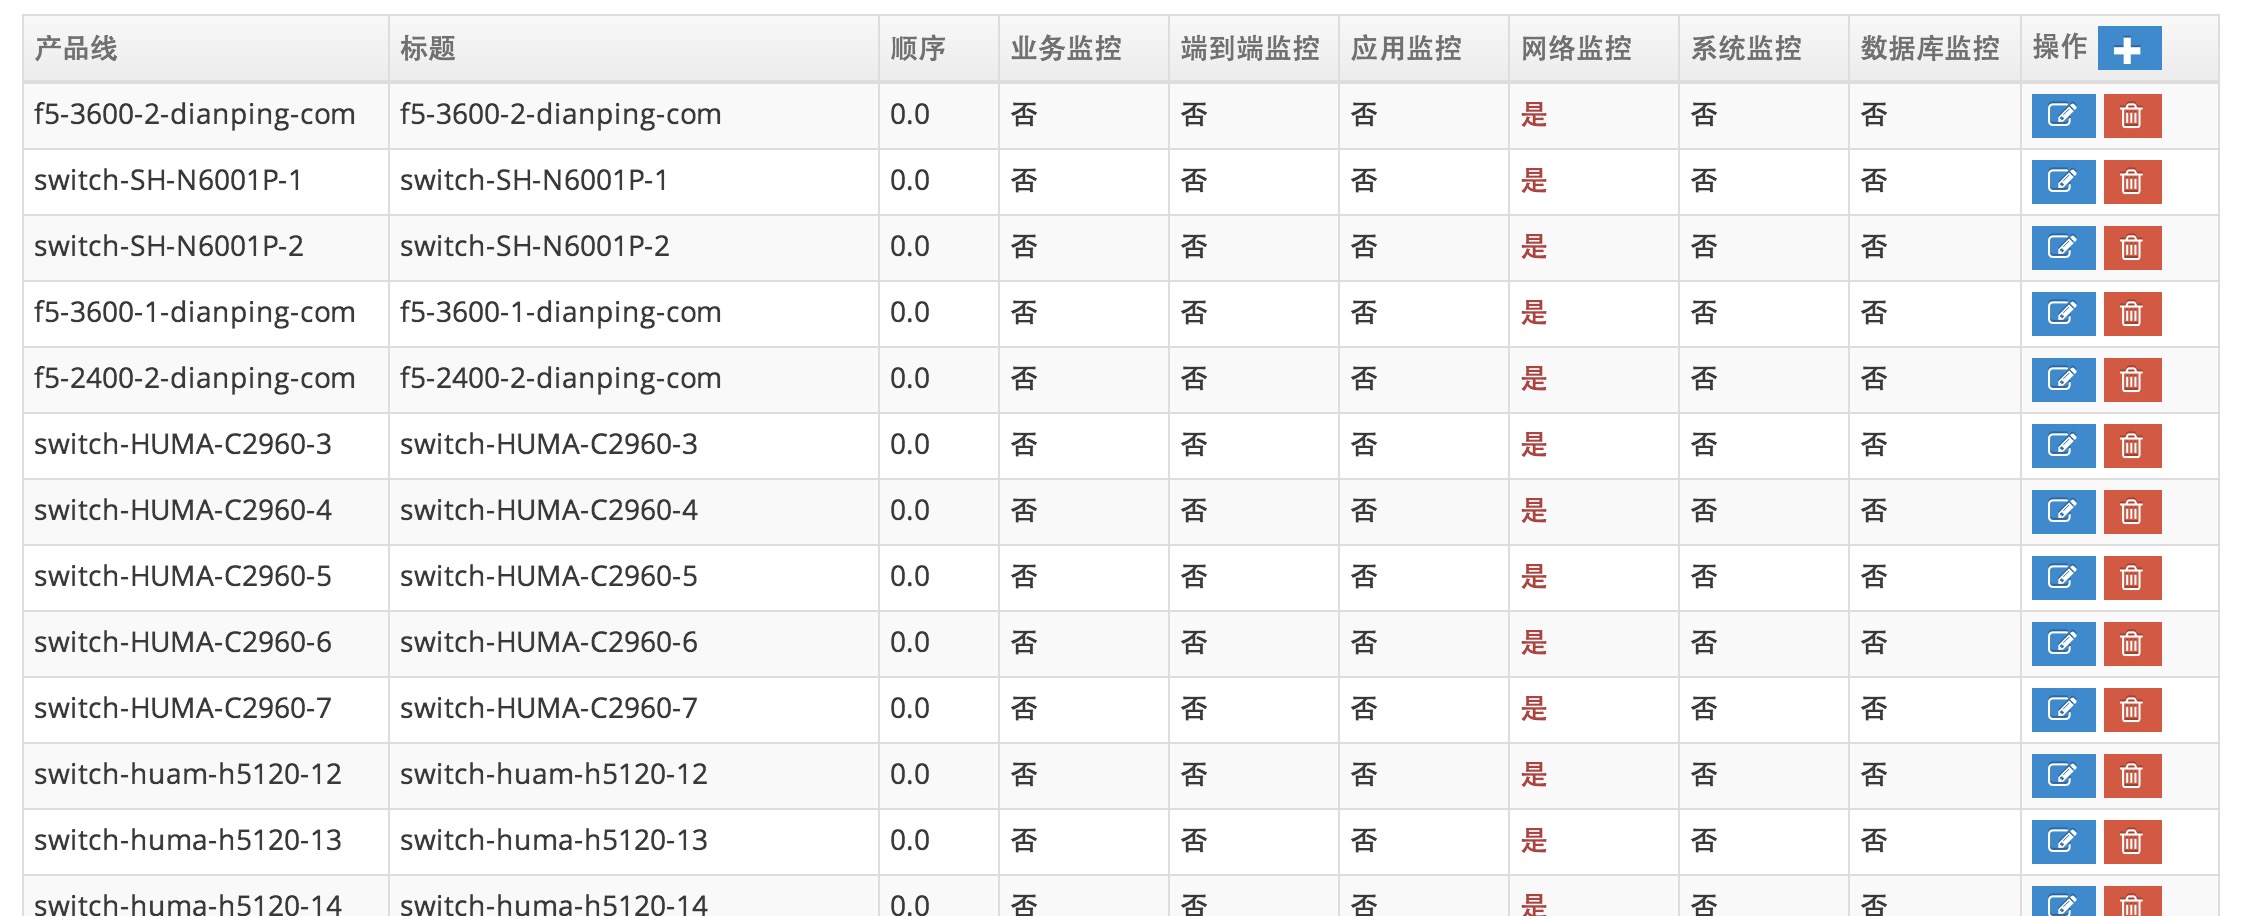 产品线 标题 顺序 业务监控 端到端监控 应用监控 网络监控 系统监控 数据库监控 操作
f5-3600-2-dianping-com f5-3600-2-dianping-com 0.0 否 否 否 是 否 否
switch-SH-N6001P-1 switch-SH-N6001P-1 0.0 否 否 否 是 否 否
switch-SH-N6001P-2 switch-SH-N6001P-2 0.0 否 否 否 是 否 否
f5-3600-1-dianping-com f5-3600-1-dianping-com 0.0 否 否 否 是 否 否
f5-2400-2-dianping-com f5-2400-2-dianping-com 0.0 否 否 否 是 否 否
switch-HUMA-C2960-3 switch-HUMA-C2960-3 0.0 否 否 否 是 否 否
switch-HUMA-C2960-4 switch-HUMA-C2960-4 0.0 否 否 否 是 否 否
switch-HUMA-C2960-5 switch-HUMA-C2960-5 0.0 否 否 否 是 否 否
switch-HUMA-C2960-6 switch-HUMA-C2960-6 0.0 否 否 否 是 否 否
switch-HUMA-C2960-7 switch-HUMA-C2960-7 0.0 否 否 否 是 否 否
switch-huam-h5120-12 switch-huam-h5120-12 0.0 否 否 否 是 否 否
switch-huma-h5120-13 switch-huma-h5120-13 0.0 否 否 否 是 否 否
switch-huma-h5120-14 switch-huma-h5120-14 0.0 否 否 否 是 否 否